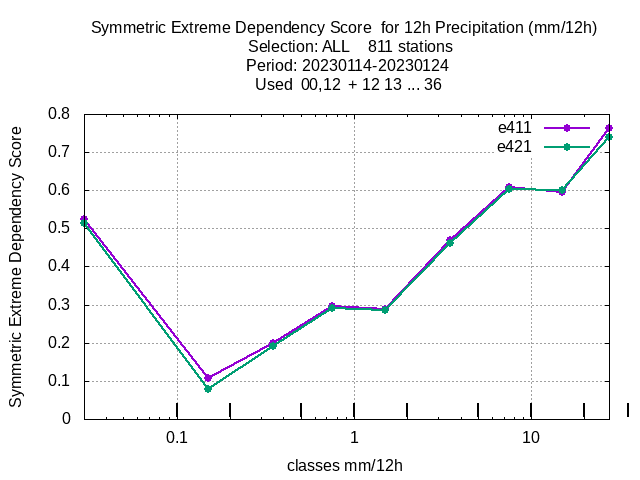 Symmetric Extreme Dependency Score  for 12h Precipitation (mm/12h)
Selection: ALL    811 stations
Period: 20230114-20230124
Used  00,12  + 12 13 ... 36
e411
e421
Symmetric Extreme Dependency Score
0.8
0.7
0.6
0.5
0.4
0.3
0.2
0.1
0
0.1
1
10
classes mm/12h